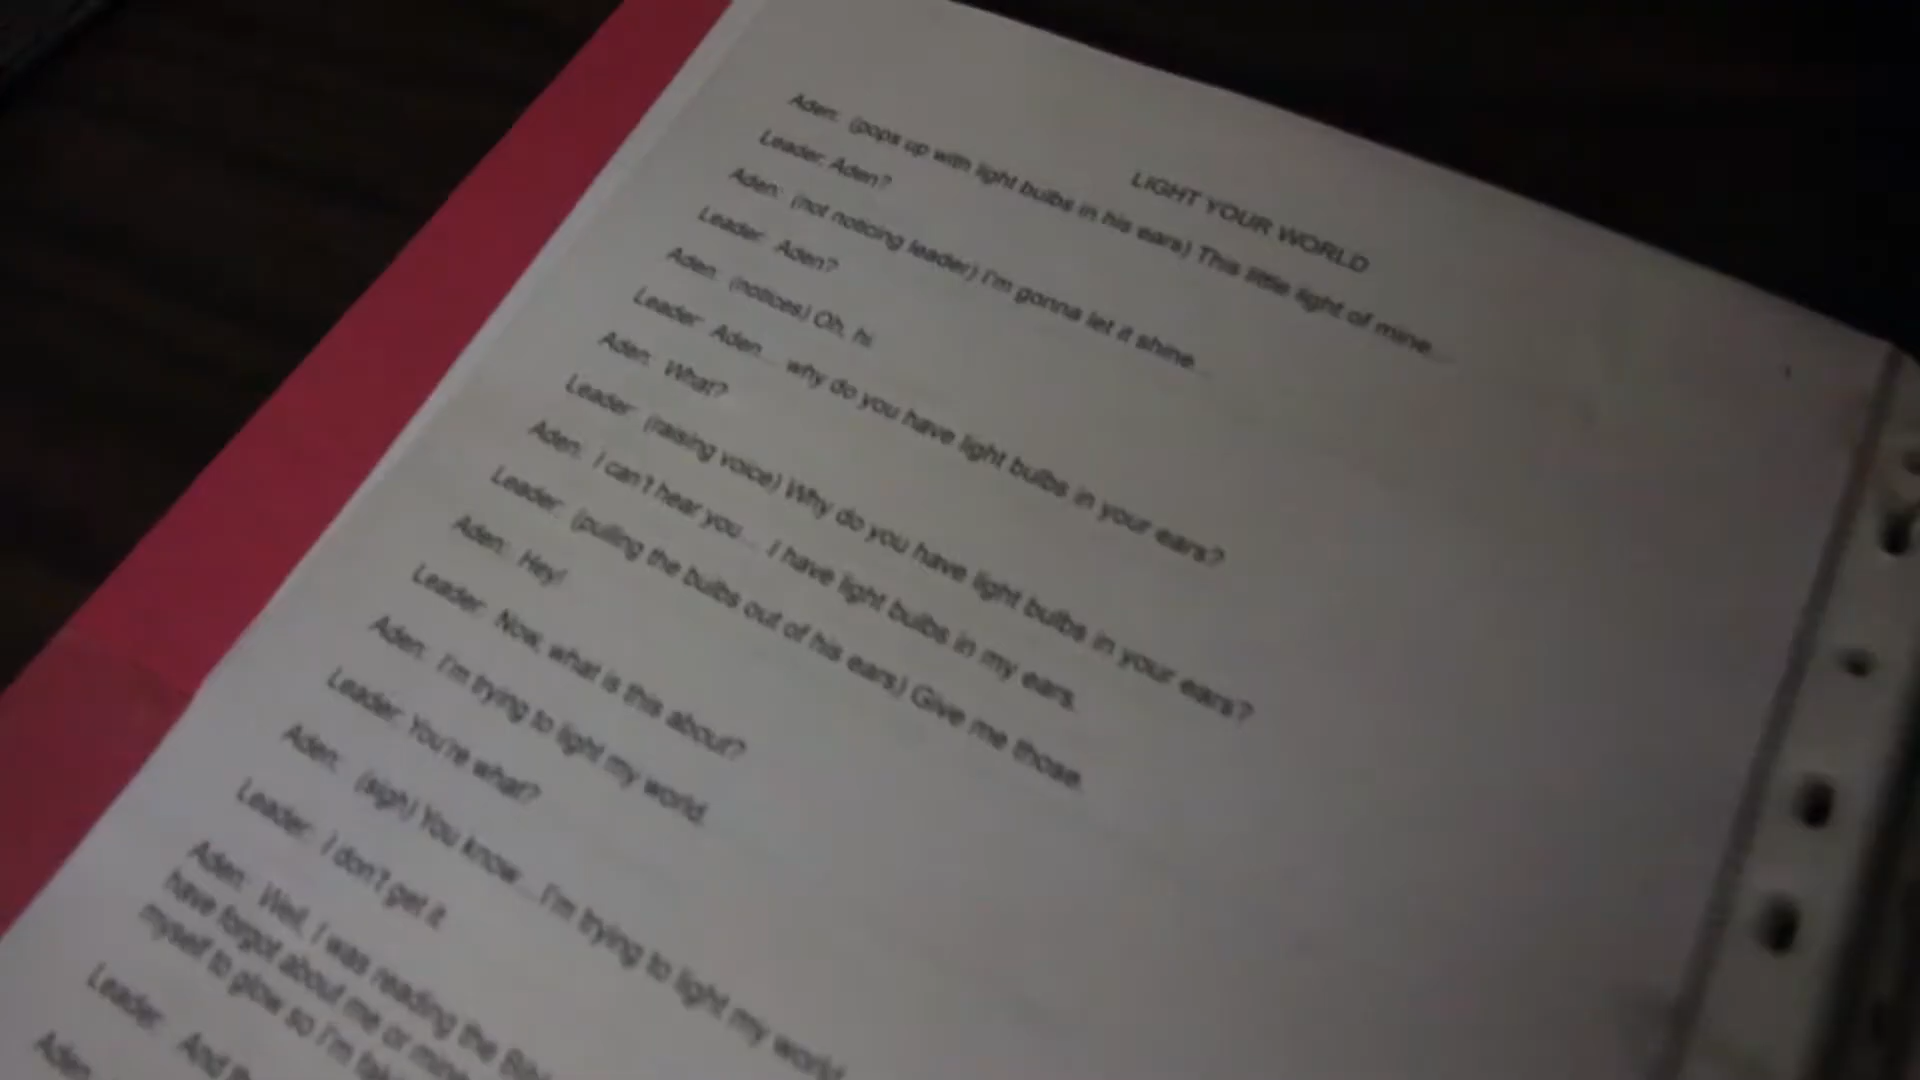 LIGHT YOUR WORLD
Aden: (pops up with light bulbs in his ears) This little light of mine...
Leader: Aden?
Aden: (not noticing leader) I'm gonna let it shine...
Leader: Aden?
Aden: (notices) Oh, hi
Leader: Aden... why do you have light bulbs in your ears?
Aden: What?
Leader: (raising voice) Why do you have light bulbs in your ears?
Aden: I can't hear you... I have light bulbs in my ears.
Leader: (pulling the bulbs out of his ears) Give me those.
Aden: Hey!
Leader: Now, what is this about?
Aden: I'm trying to light my world.
Leader: You're what?
Aden: (sigh) You know... I'm trying to light my world
Leader: I don't get it.
Aden: Well, I was reading the
have forgot about me or mine
myself to glow so I'm
Leader: And
Aden